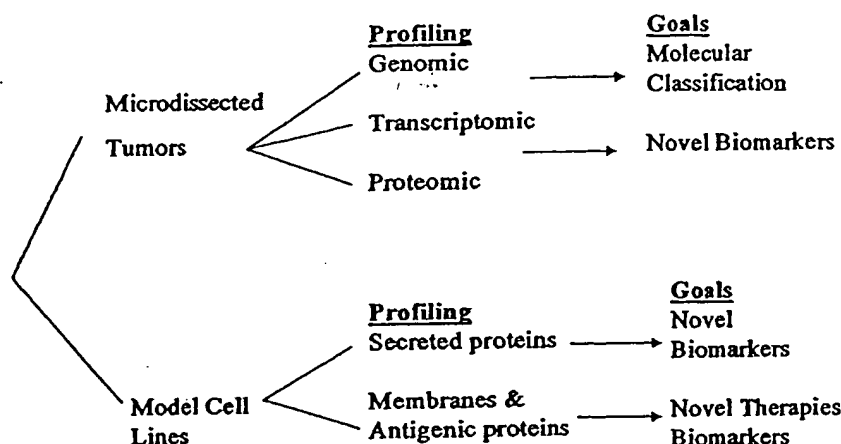 Profiling
Genomic
Goals
Molecular
Classification
Microdissected
Tumors
Transcriptomic
Proteomic
Novel Biomarkers
Profiling
Secreted proteins
Goals
Novel
Biomarkers
Model Cell
Lines
Membranes &
Antigenic proteins
Novel Therapies
Biomarkers